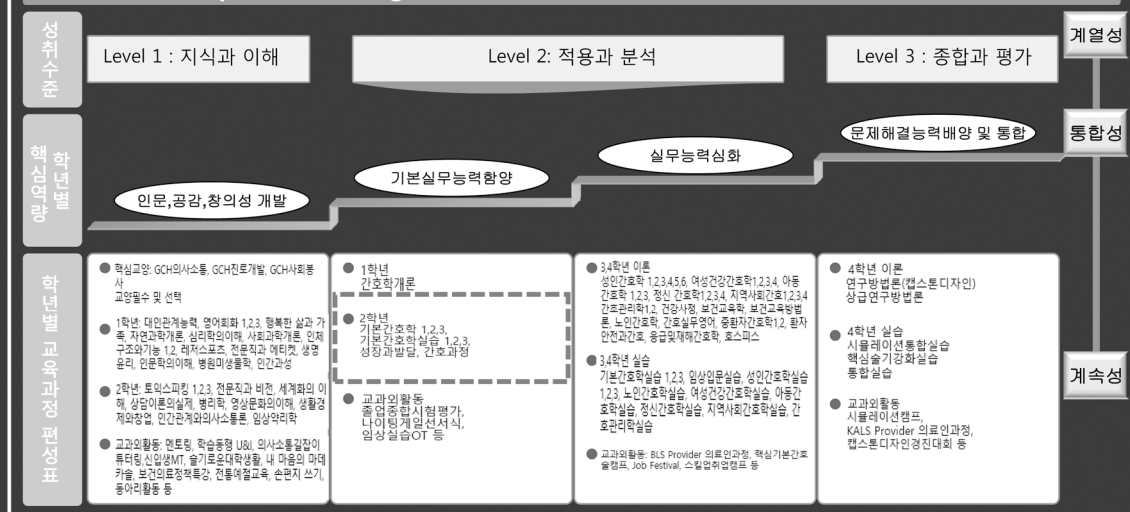 성취수준
Level 1 : 지식과 이해
Level 2: 적용과 분석
Level 3 : 종합과 평가
계열성
학년별
핵심역량
인문,공감,창의성 개발
기본실무능력함양
실무능력심화
문제해결능력배양 및 통합
통합성
학년별 교육과정 편성표
핵심교양: GCH의사소통, GCH진로개발, GCH사회봉
사
교양필수 및 선택
1학년: 대인관계능력, 영어회화 1,2,3, 행복한 삶과 가
족, 자연과학개론, 심리학의이해, 사회과학개론, 인체
구조와기능 1,2, 레저스포츠, 전문직과 에티켓, 생명
윤리, 인문학의이해, 병원미생물학, 인간과성
2학년: 토익스피킹 1,2,3, 전문직과 비전, 세계화의 이
해, 상담이론의실제, 병리학, 영상문화의이해, 생활경
제와창업, 인간관계와의사소통론, 임상약리학
교과외활동: 멘토링, 학습동행 U&I, 의사소통길잡이
튜터링,신입생MT, 슬기로운대학생활, 내 마음의 마데
카솔, 보건의료정책특강, 전통예절교육, 손편지 쓰기,
동아리활동 등
1학년
간호학개론
2학년
기본간호학 1,2,3,
기본간호학실습 1,2,3,
성장과발달, 간호과정
교과외활동
졸업종합시험평가,
나이팅게일선서식,
임상실습OT 등
3,4학년 이론
성인간호학 1,2,3,4,5,6, 여성건강간호학1,2,3,4, 아동
간호학 1,2,3, 정신 간호학1,2,3,4, 지역사회간호1,2,3,4
간호관리학1,2, 건강사정, 보건교육학, 보건교육방법
론, 노인간호학, 간호실무영어, 중환자간호학1,2, 환자
안전과간호, 응급및재해간호학, 호스피스
3,4학년 실습
기본간호학실습 1,2,3, 임상입문실습, 성인간호학실습
1,2,3, 노인간호학실습, 여성건강간호학실습, 아동간
호학실습, 정신간호학실습, 지역사회간호학실습, 간
호관리학실습
교과외활동: BLS Provider 의료인과정, 핵심기본간호
술캠프, Job Festival, 스킬업취업캠프 등
4학년 이론
연구방법론(캡스톤디자인)
상급연구방법론
4학년 실습
시뮬레이션통합실습
핵심술기강화실습
통합실습
교과외활동
시뮬레이션캠프,
KALS Provider 의료인과정,
캡스톤디자인경진대회 등
계속성